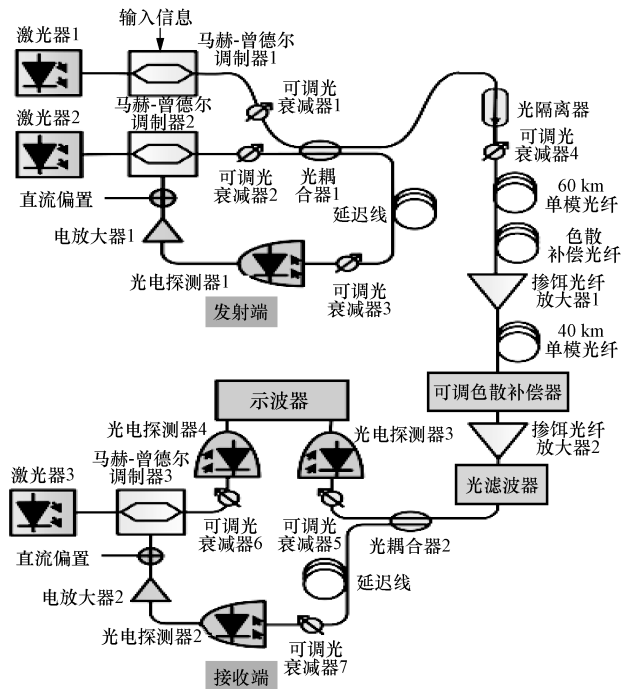 输入信息
激光器1
马赫-曾德尔
调制器1
可调光
衰减器1
激光器2
马赫-曾德尔
调制器2
可调光
衰减器2
光耦
合器1
光隔离器
可调光
衰减器4
60 km
单模光纤
直流偏置
延迟线
色散
补偿光纤
电放大器1
光电探测器1
可调光
衰减器3
掺铒光纤
放大器1
发射端
40 km
单模光纤
可调色散补偿器
示波器
光电探测器4
光电探测器3
掺铒光纤
放大器2
激光器3
马赫-曾德尔
调制器3
光滤波器
可调光
衰减器6
可调光
衰减器5
光耦合器2
直流偏置
延迟线
电放大器2
光电探测器2
可调光
衰减器7
接收端